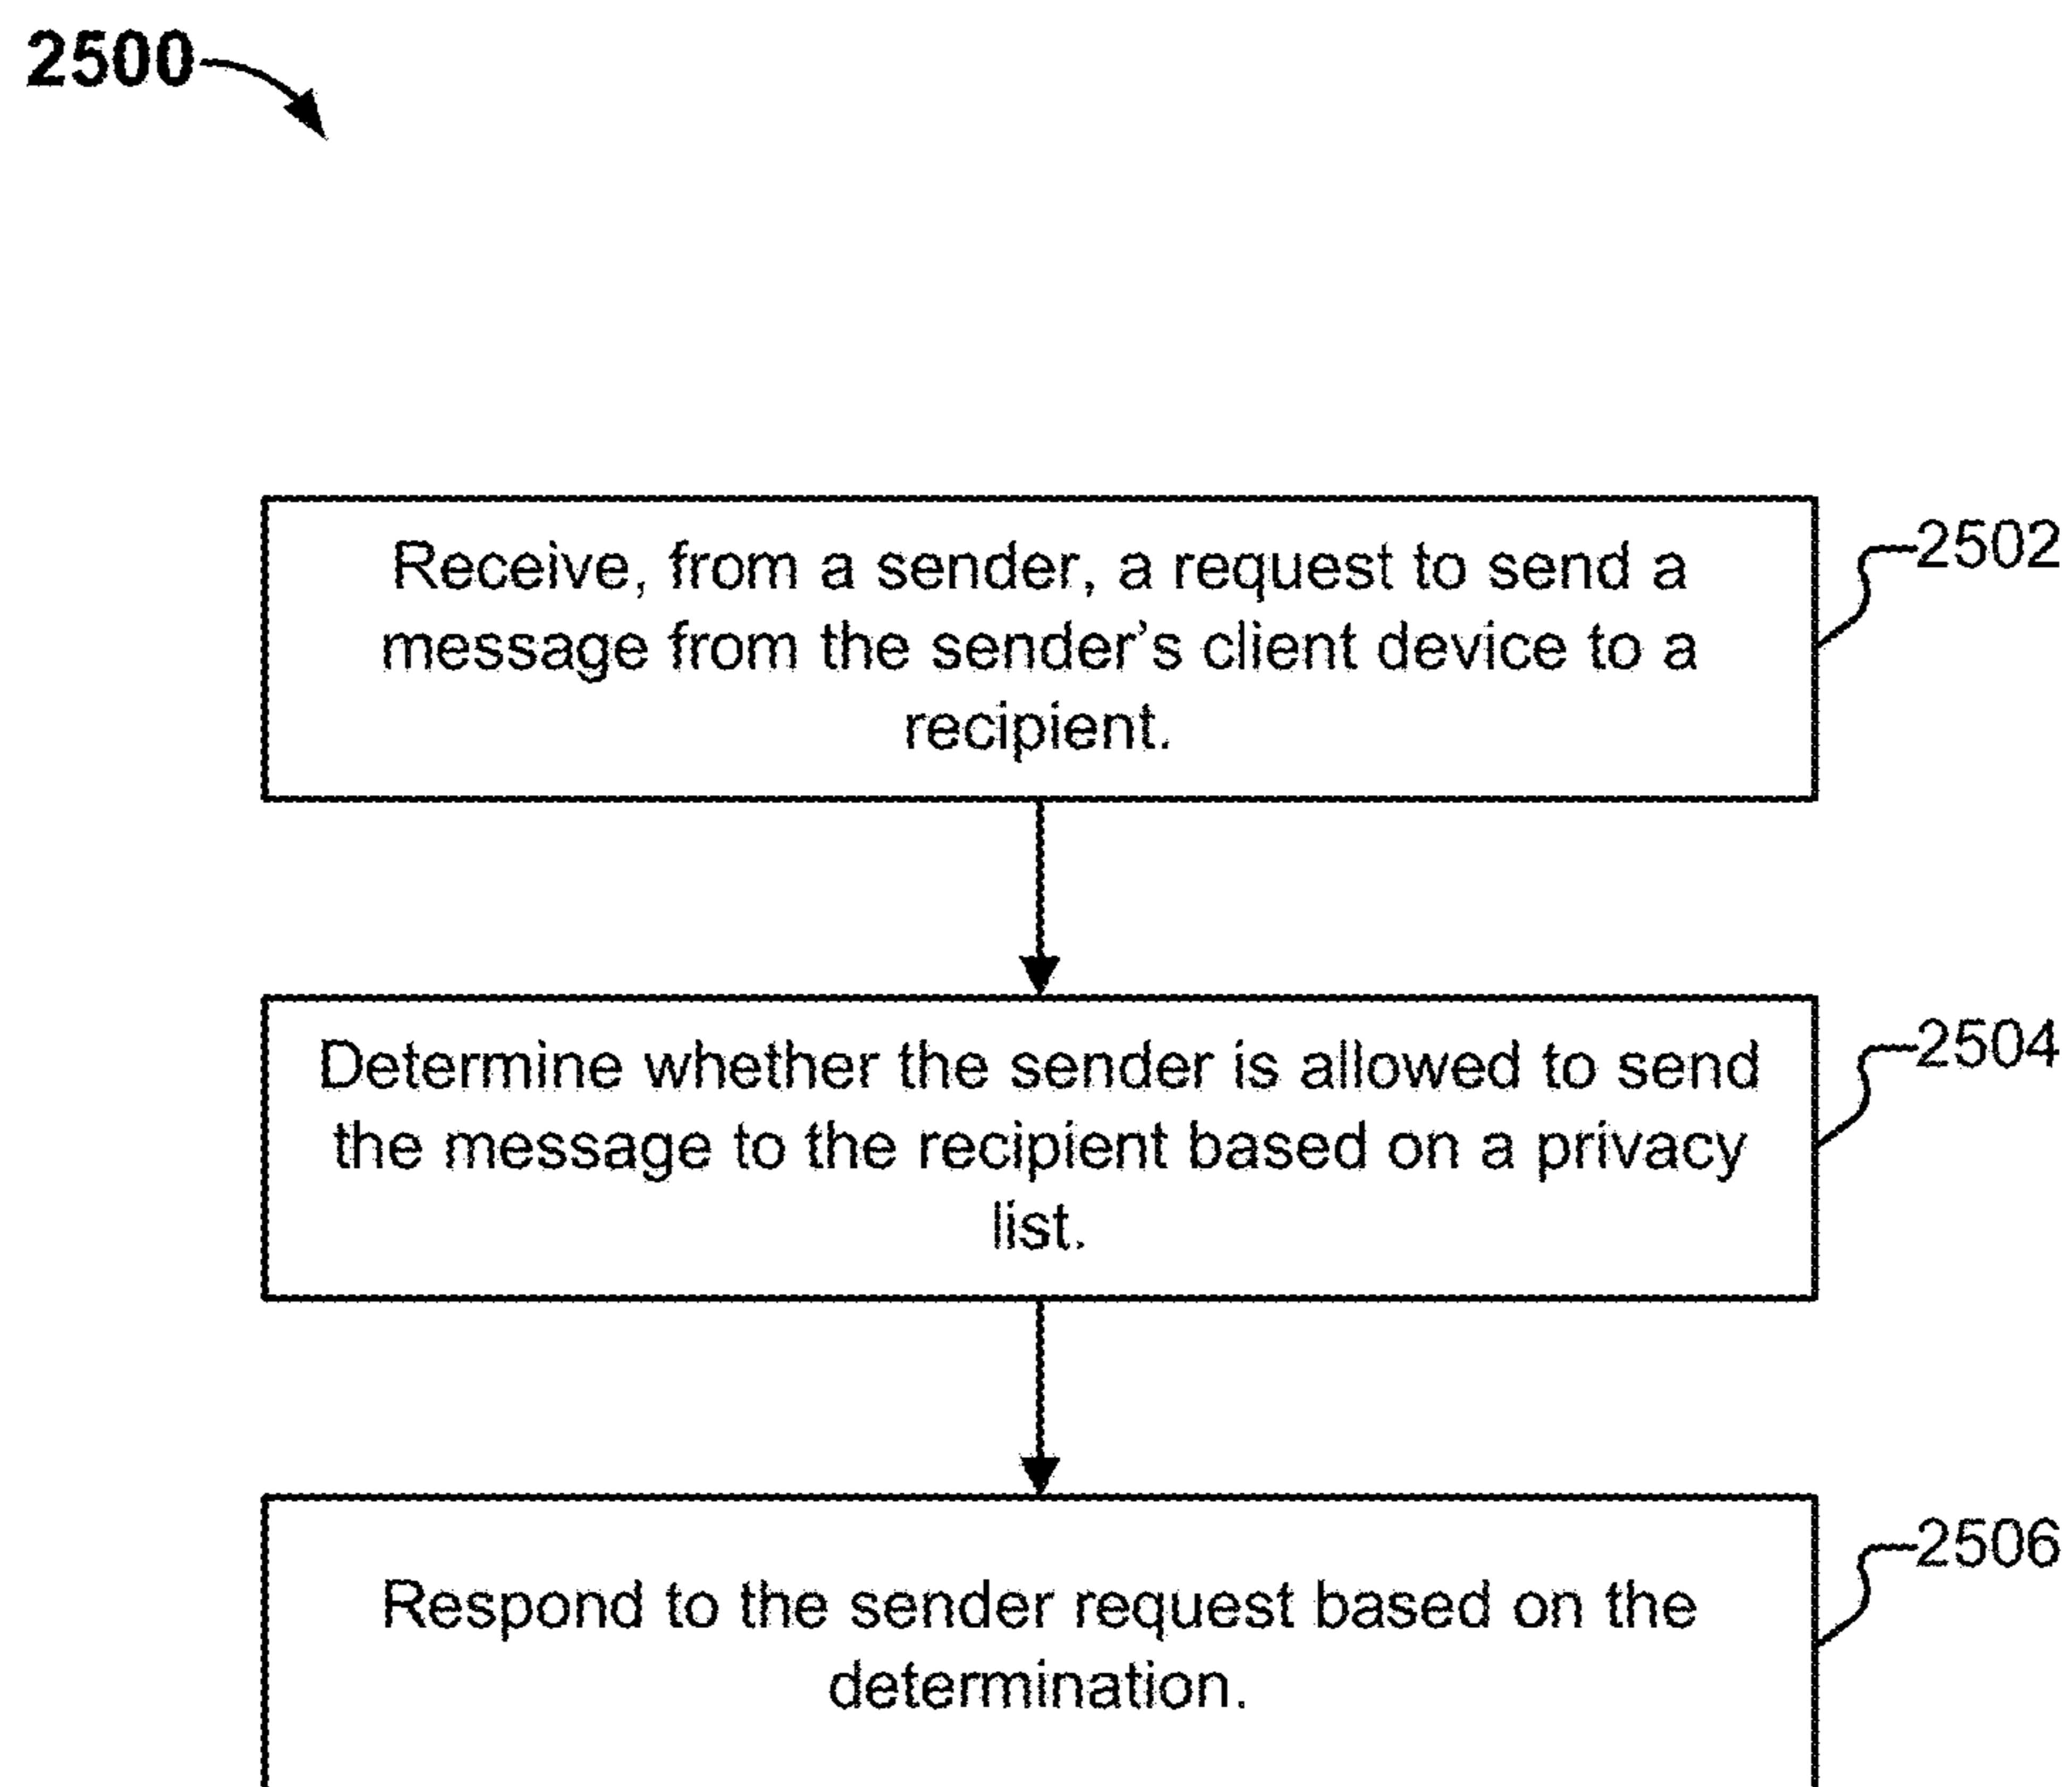 2500
Receive, from a sender, a request to send a
message from the sender's client device to a
recipient.
2502
Determine whether the sender is allowed to send
the message to the recipient based on a privacy
list.
2504
Respond to the sender request based on the
determination.
2506